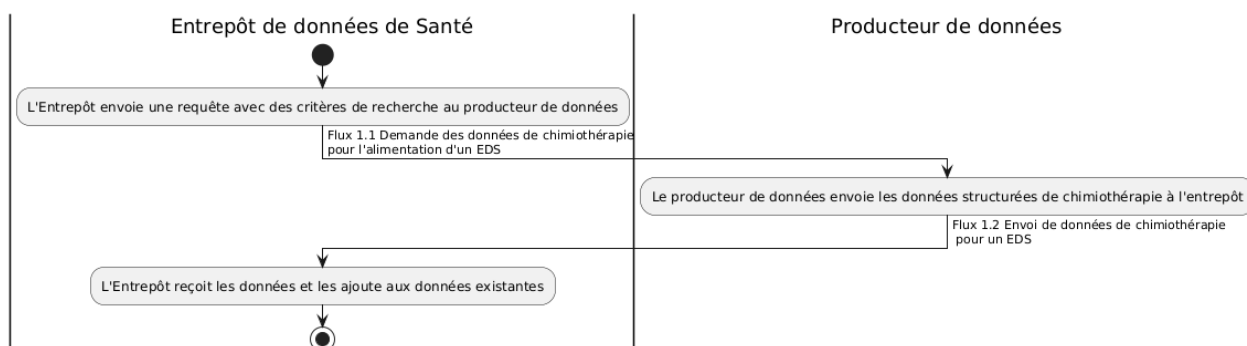 Entrepôt de données de Santé
Producteur de données
L'Entrepôt envoie une requête avec des critères de recherche au producteur de données
Flux 1.1 Demande des données de chimiothérapie
pour l'alimentation d'un EDS
Le producteur de données envoie les données structurées de chimiothérapie à l'entrepôt
Flux 1.2 Envoi de données de chimiothérapie
pour un EDS
L'Entrepôt reçoit les données et les ajoute aux données existantes